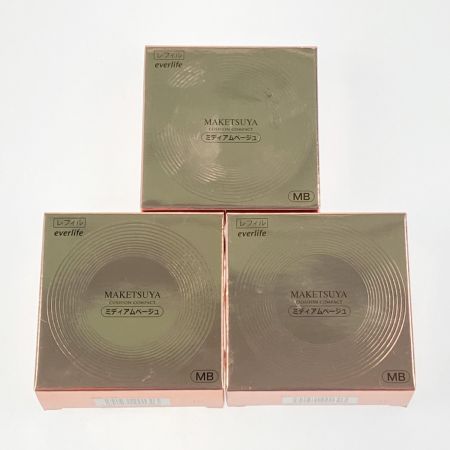 レフィル
everlife
MAKETSUYA
CUSHION COMPACT
ミディアムベージュ
MB
レフィル
everlife
MAKETSUYA
CUSHION COMPACT
ミディアムベージュ
MB
レフィル
everlife
MAKETSUYA
CUSHION COMPACT
ミディアムベージュ
MB